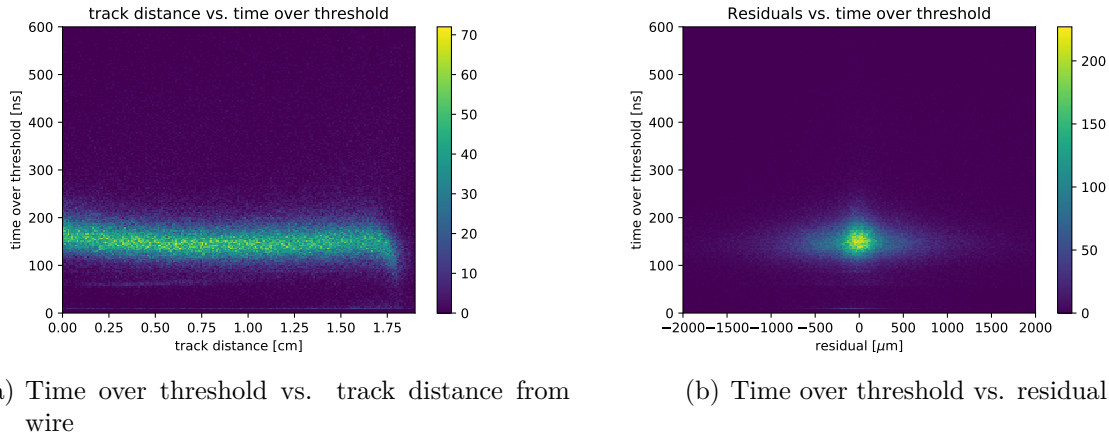 track distance vs. time over threshold
600
500
400
300
200
100
0
time over threshold [ns]
0.00 0.25 0.50 0.75 1.00 1.25 1.50 1.75
track distance [cm]
70
60
50
40
30
20
10
0
Residuals vs. time over threshold
600
500
400
300
200
100
0
time over threshold [ns]
−2000 −1500 −1000 −500 0 500 1000 1500 2000
residual [μm]
200
150
100
50
0
) Time over threshold vs. track distance from
wire
(b) Time over threshold vs. residual